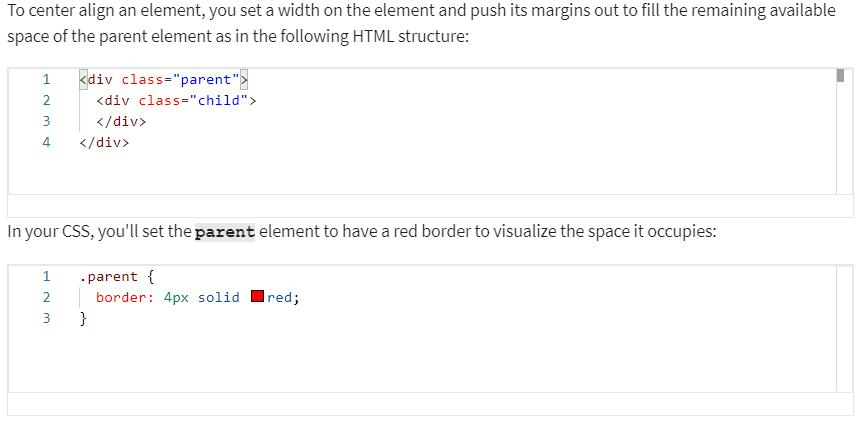 To center align an element, you set a width on the element and push its margins out to fill the remaining available
space of the parent element as in the following HTML structure:
1 <div class="parent">
2 <div class="child">
3 </div>
4 </div>
In your CSS, you'll set the parent element to have a red border to visualize the space it occupies:
1 .parent {
2 border: 4px solid red;
3 }